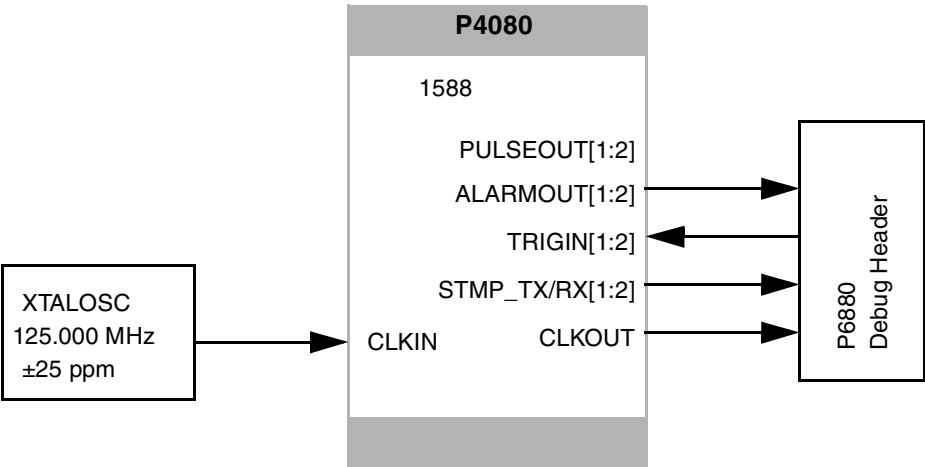 P4080
1588
PULSEOUT[1:2]
ALARMOUT[1:2]
TRIGIN[1:2]
STMP_TX/RX[1:2]
CLKIN
CLKOUT
XTALOSC
125.000 MHz
±25 ppm
P6880
Debug Header